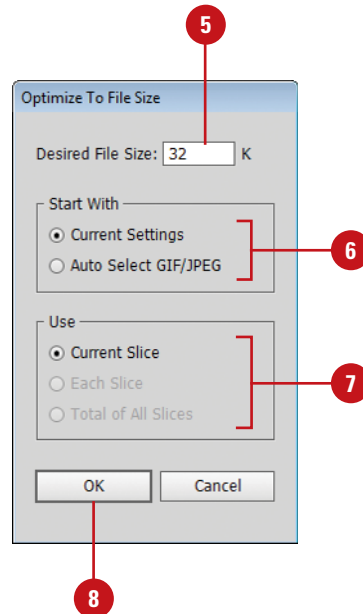 5
Optimize To File Size
Desired File Size: 32 K
Start With
Current Settings
Auto Select GIF/JPEG
6
Use
Current Slice
Each Slice
Total of All Slices
7
OK Cancel
8